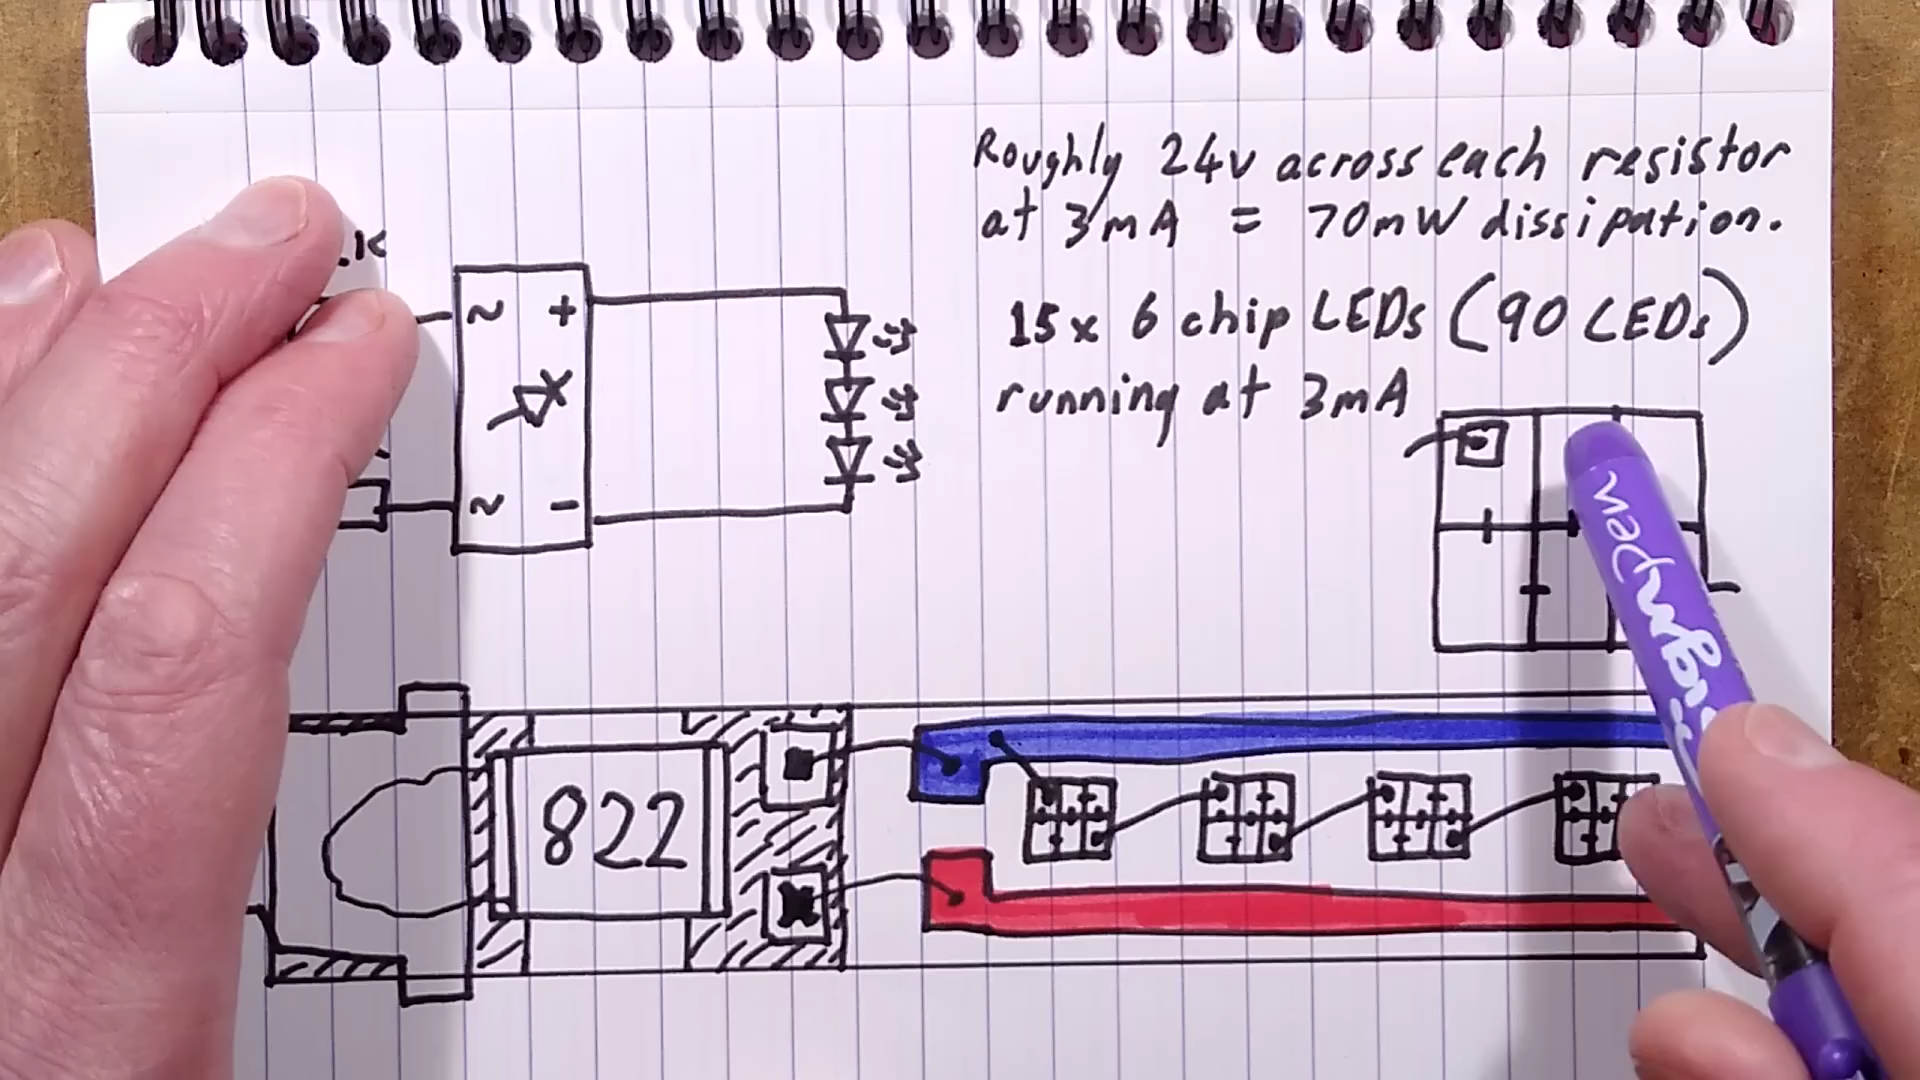 Roughly 24v across each resistor
at 3mA = 70mW dissipation.
15 x 6 chip LEDs (90 LEDs)
running at 3mA
.2K
~ +
~ -
822